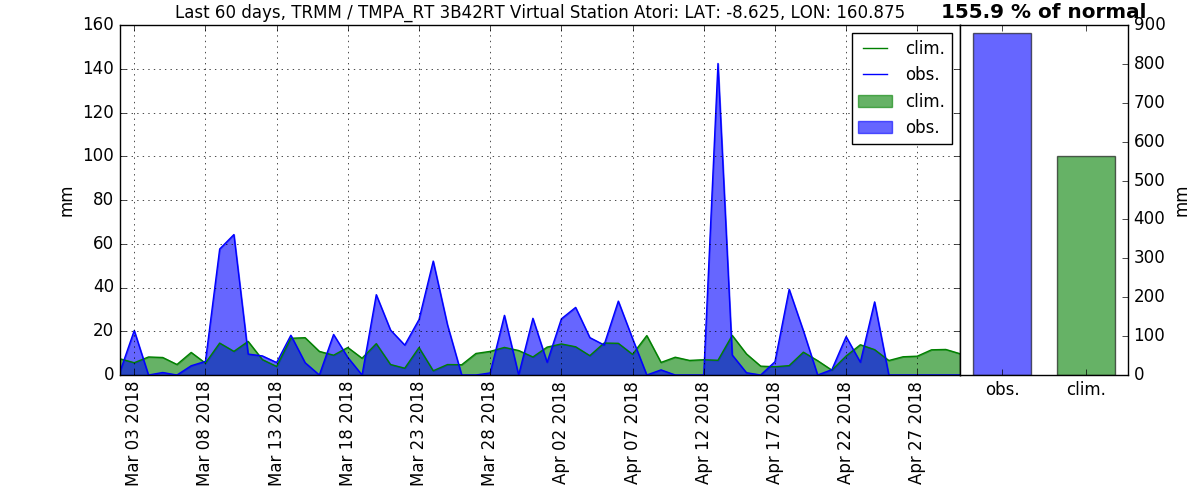 Last 60 days, TRMM / TMPA_RT 3B42RT Virtual Station Atori: LAT: -8.625, LON: 160.875
155.9 % of normal
mm
160
140
120
100
80
60
40
20
0
clim.
obs.
clim.
obs.
Mar 03 2018
Mar 08 2018
Mar 13 2018
Mar 18 2018
Mar 23 2018
Mar 28 2018
Apr 02 2018
Apr 07 2018
Apr 12 2018
Apr 17 2018
Apr 22 2018
Apr 27 2018
900
800
700
600
500
400
300
200
100
0
mm
obs.
clim.